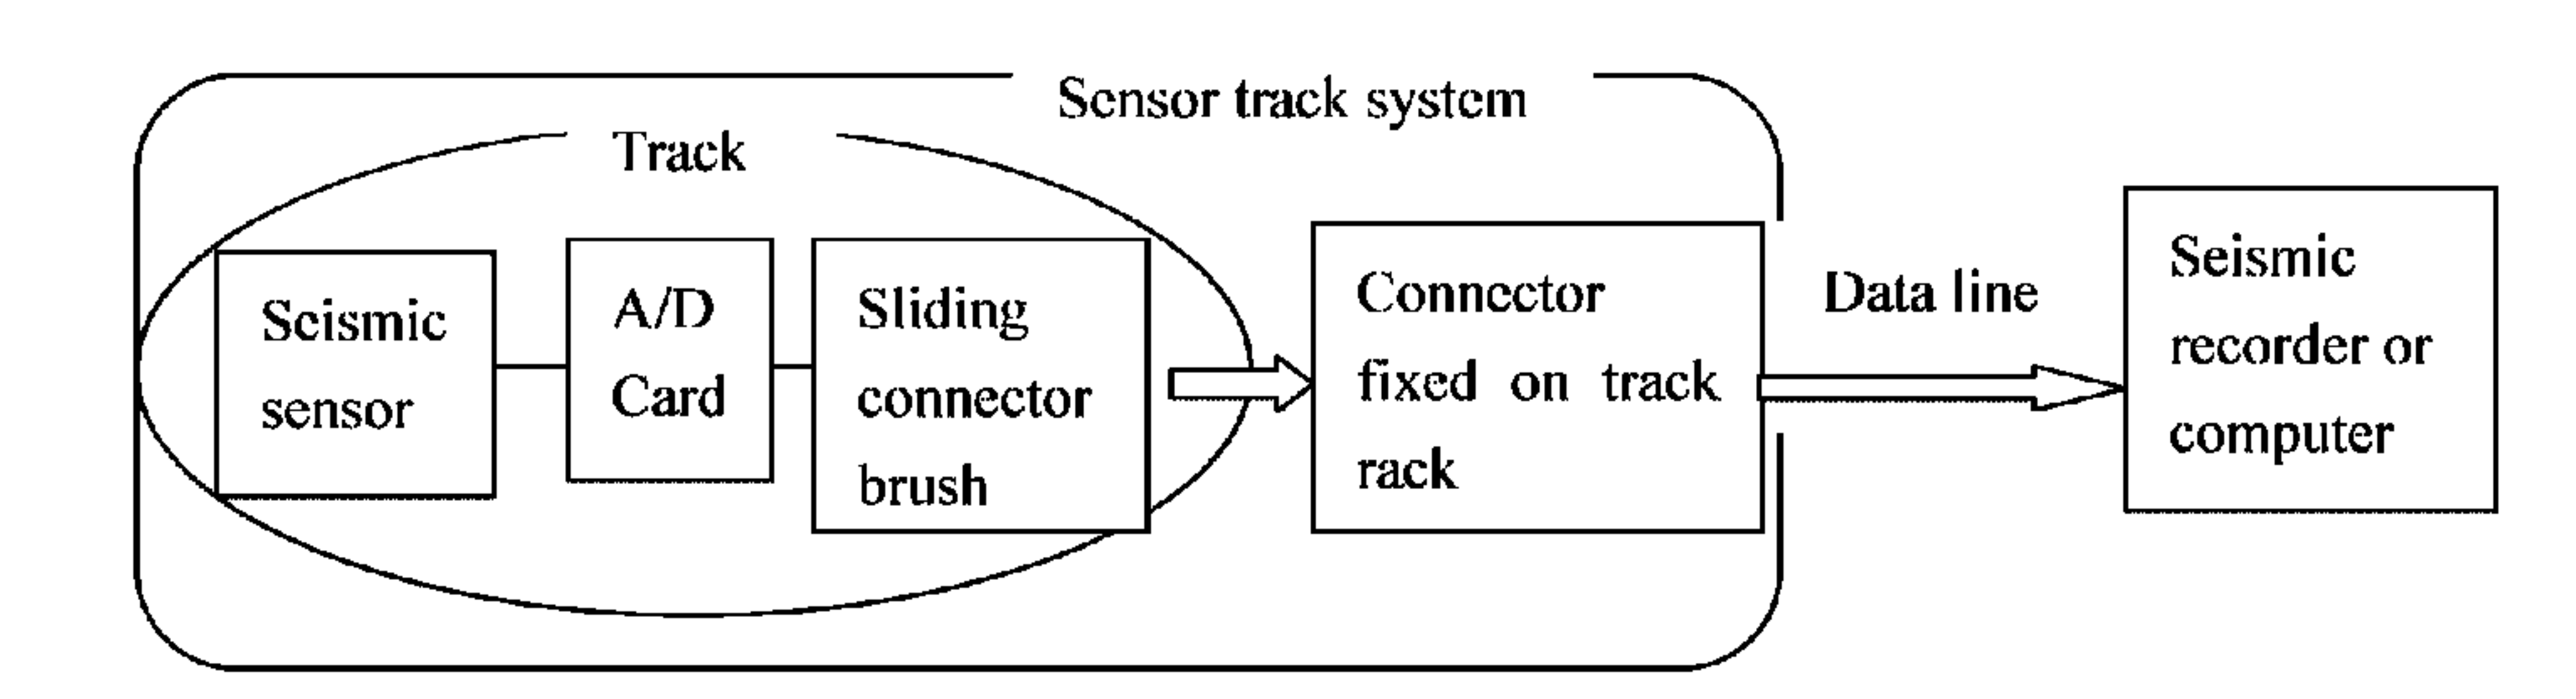 Sensor track system
Track
Seismic
sensor
A/D
Card
Sliding
connector
brush
Connector
fixed on track
rack
Data line
Seismic
recorder or
computer